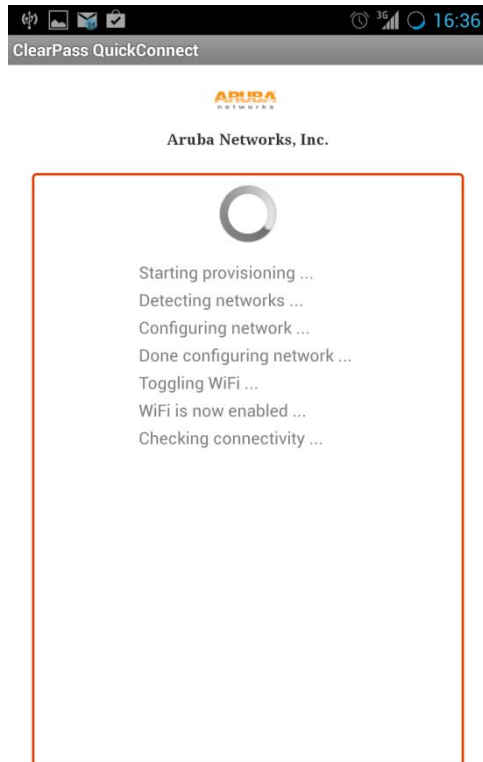 3G 16:36
ClearPass QuickConnect
ARUBA
networks
Aruba Networks, Inc.
Starting provisioning ...
Detecting networks ...
Configuring network ...
Done configuring network ...
Toggling WiFi ...
WiFi is now enabled ...
Checking connectivity ...